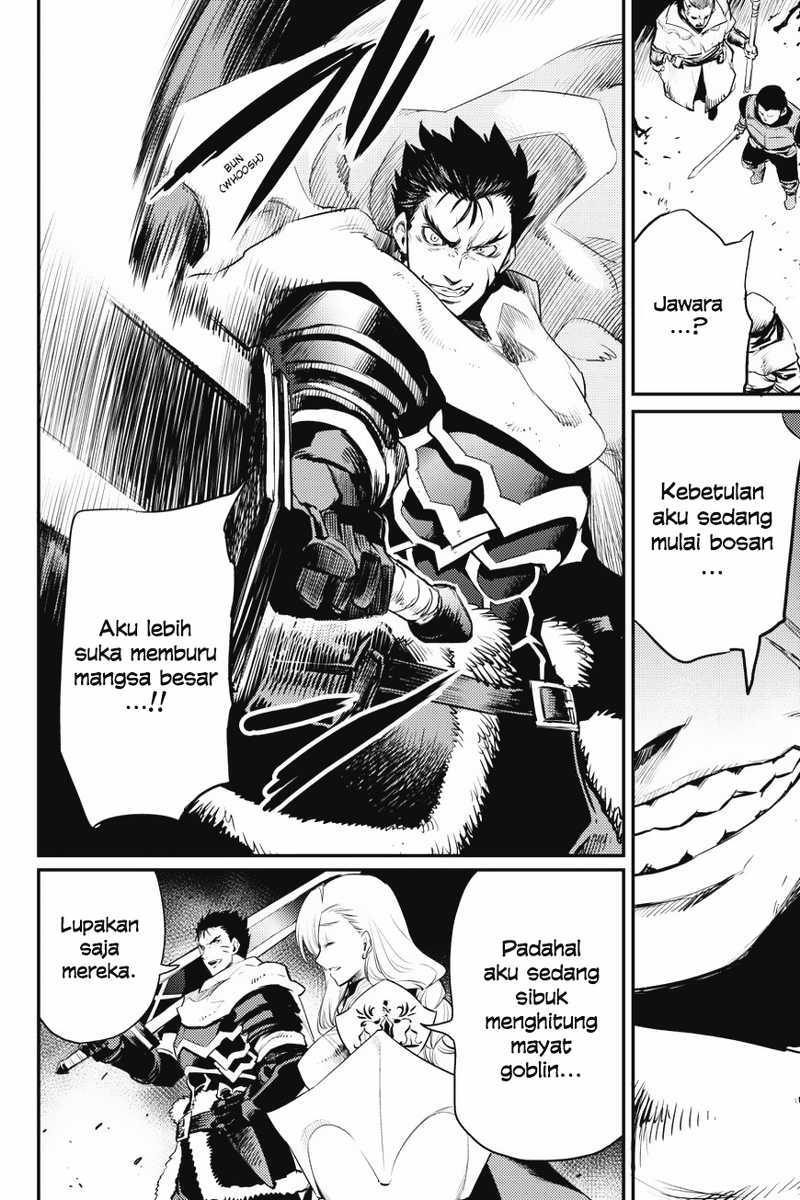 Jawara
...?
Kebetulan
aku sedang
mulai bosan
...
BUN
(WHOOSH)
Aku lebih
suka memburu
mangsa besar
...!!
Padahal
aku sedang
sibuk
menghitung
mayat
goblin...
Lupakan
saja
mereka.